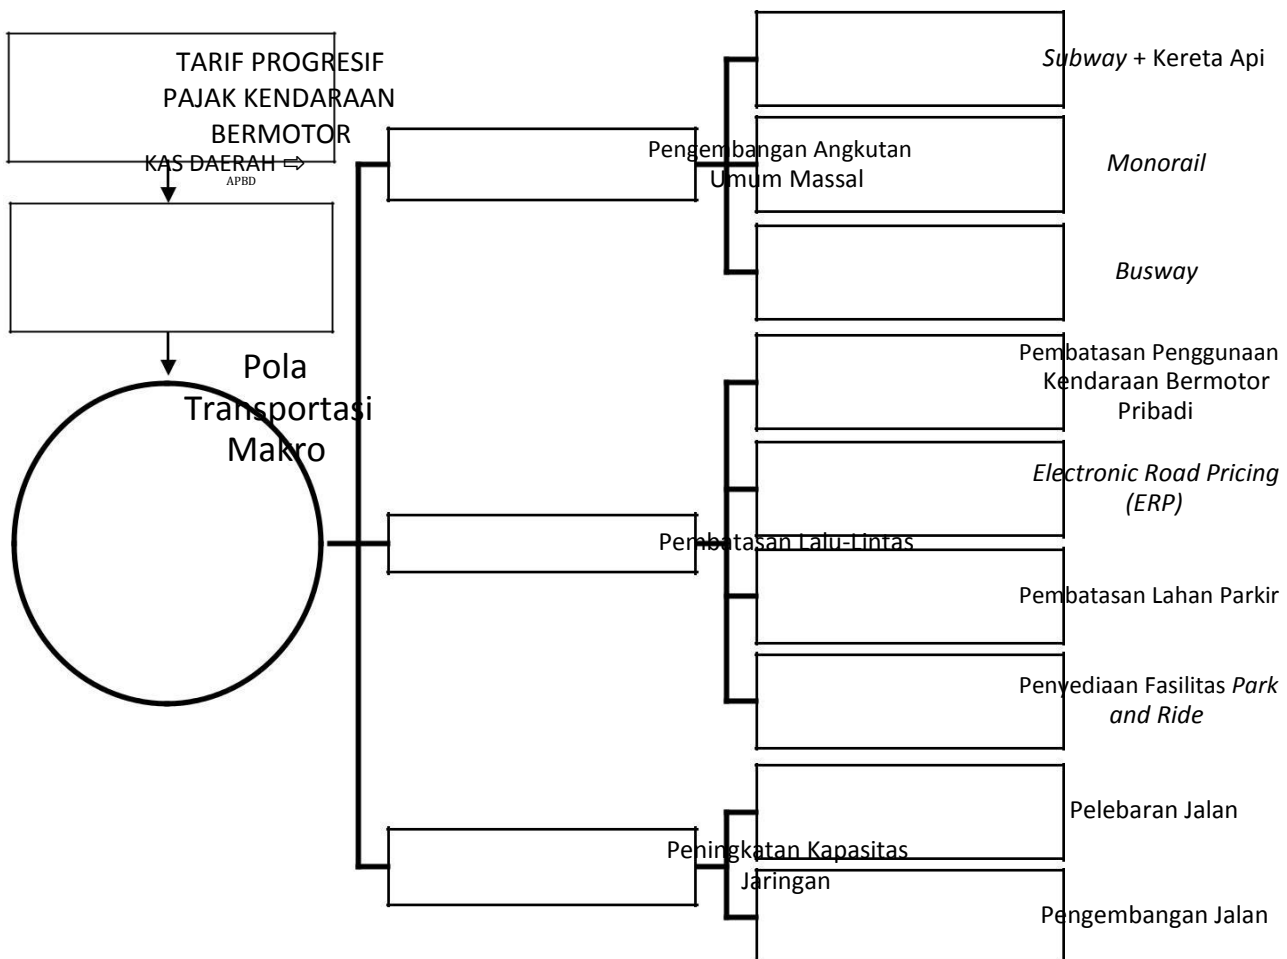 TARIF PROGRESIF
PAJAK KENDARAAN
BERMOTOR
KAS DAERAH ⇨
APBD
Pola
Transportasi
Makro
Pengembangan Angkutan
Umum Massal
Subway + Kereta Api
Monorail
Busway
Pembatasan Lalu-Lintas
Pembatasan Penggunaan
Kendaraan Bermotor
Pribadi
Electronic Road Pricing
(ERP)
Pembatasan Lahan Parkir
Penyediaan Fasilitas Park
and Ride
Peningkatan Kapasitas
Jaringan
Pelebaran Jalan
Pengembangan Jalan